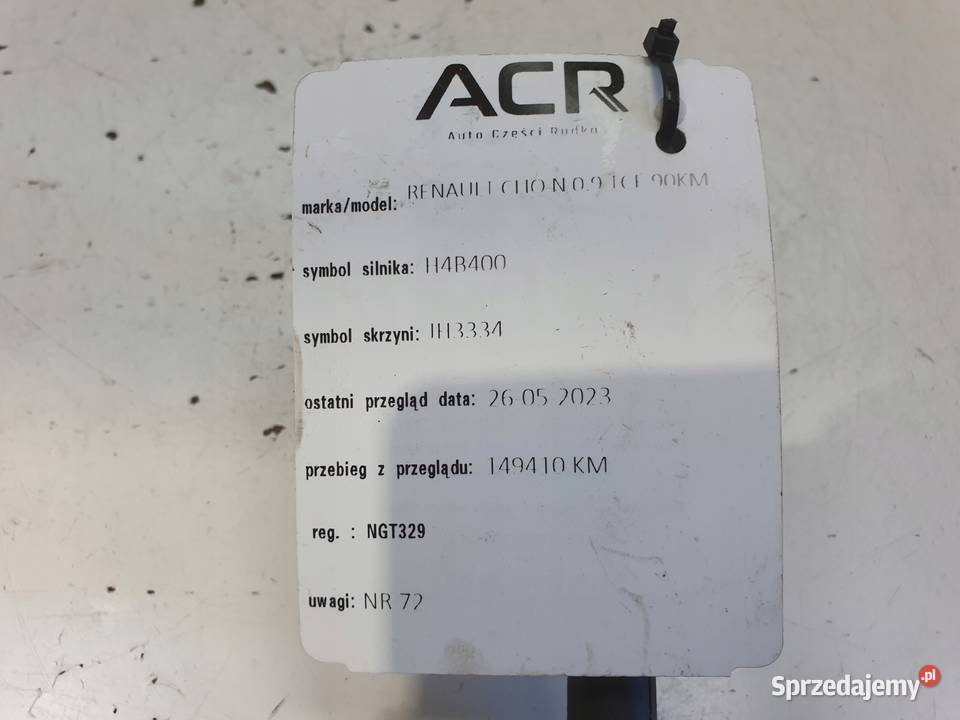 ACR
Auto Części Rudka
marka/model: RENAULT CLIO IV 0.9 TCE 90KM
symbol silnika: H4B400
symbol skrzyni: JH3334
ostatni przegląd data: 26-05-2023
przebieg z przeglądu: 149410 KM
reg. : NGT329
uwagi: NR 72
Sprzedajemy.pl